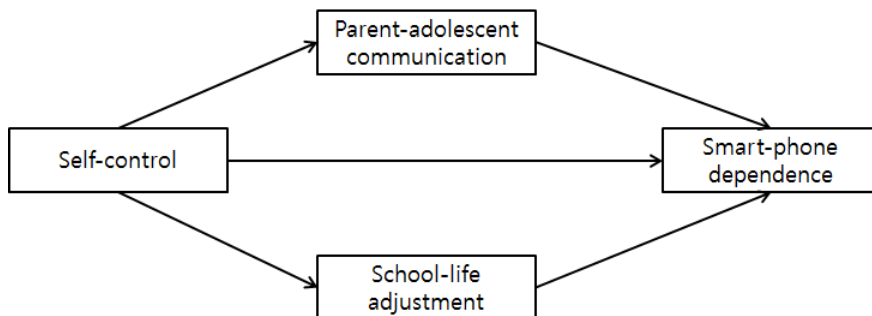 Parent-adolescent
communication
Self-control
Smart-phone
dependence
School-life
adjustment